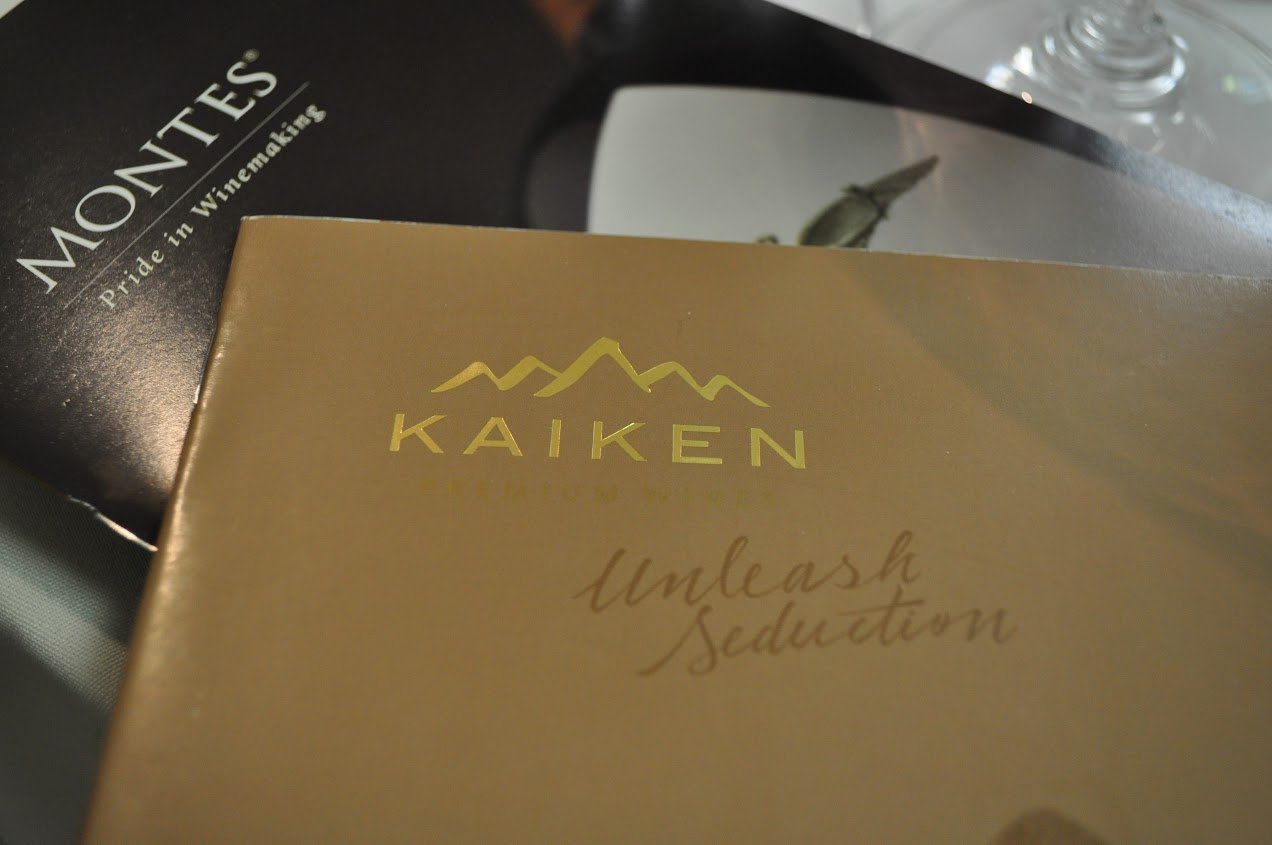 MONTES®
Pride in Winemaking
KAIKEN
PREMIUM WINES
Unleash
Seduction